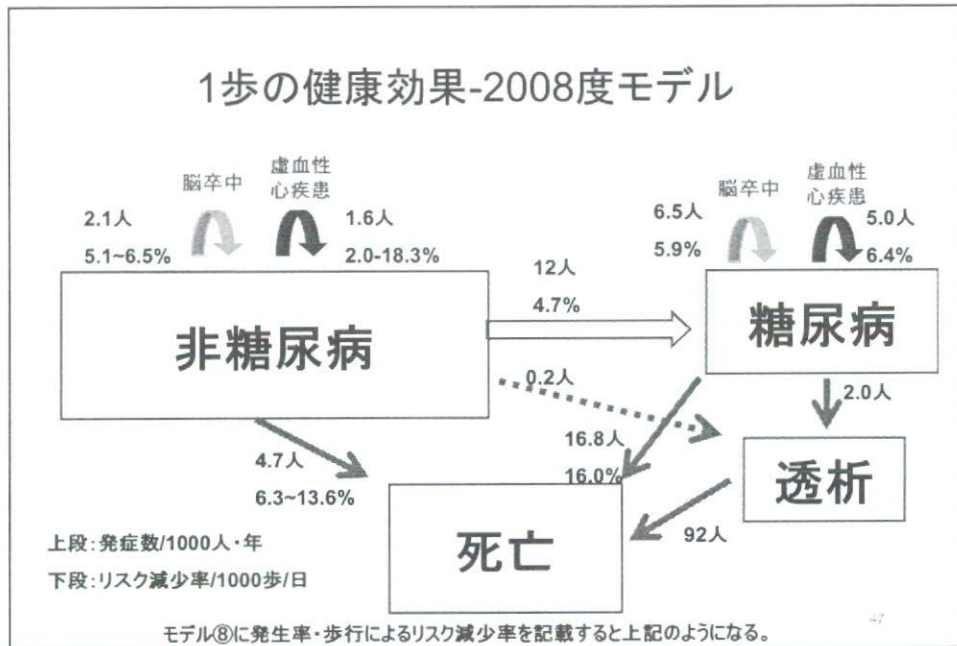 1歩の健康効果-2008度モデル
脳卒中
虚血性
心疾患
2.1人
5.1~6.5%
1.6人
2.0-18.3%
脳卒中
虚血性
心疾患
6.5人
5.9%
5.0人
6.4%
12人
4.7%
非糖尿病
糖尿病
0.2人
2.0人
4.7人
6.3~13.6%
16.8人
16.0%
透析
92人
死亡
上段:発症数/1000人・年
下段:リスク減少率/1000歩/日
モデル⑧に発生率・歩行によるリスク減少率を記載すると上記のようになる。
47